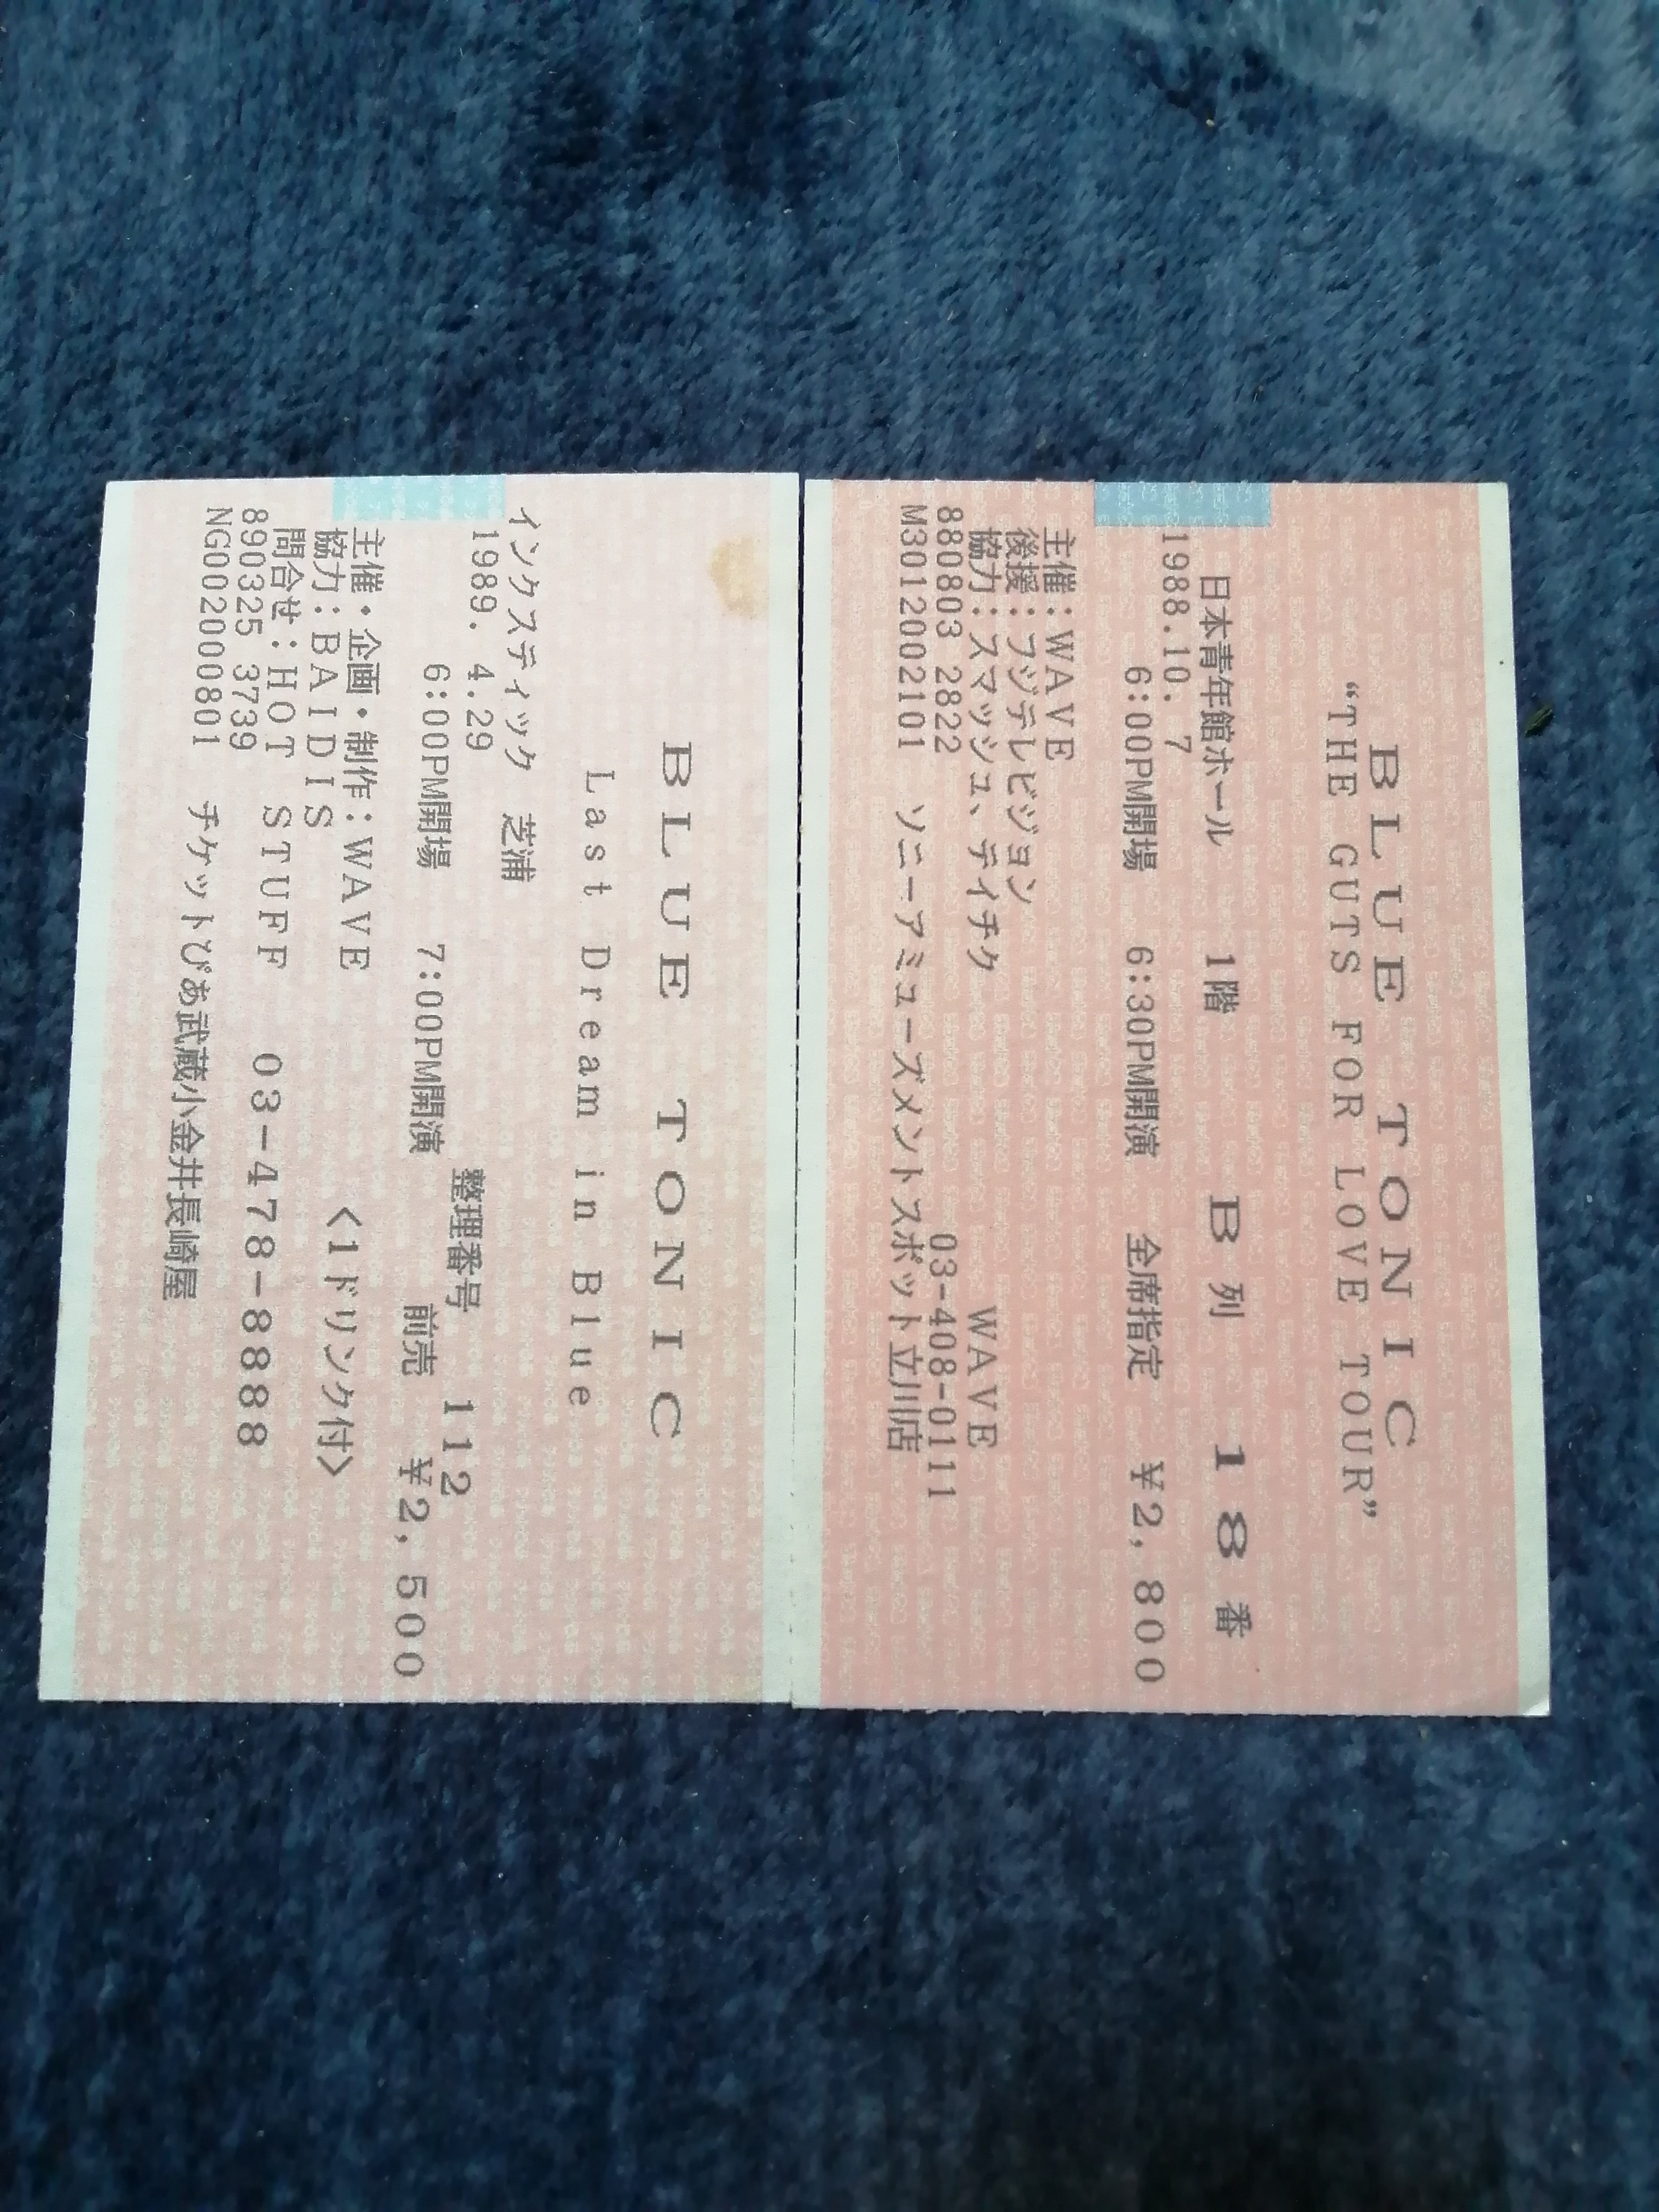 BLUE TONIC
“THE GUTS FOR LOVE TOUR”
日本青年館ホール 1階 B列 18番
1988.10. 7
6:00PM開場 6:30PM開演 全席指定 ¥2,800
主催：WAVE
後援：フジテレビジョン
協力：スマッシュ、テイチク WAVE
880803 2822 03-408-0111
M3012002101 ソニーアミューズメントスポット立川店
BLUE TONIC
Last Dream in Blue
インクスティック 芝浦
1989. 4.29 整理番号 112
6:00PM開場 7:00PM開演 前売 ¥2,500
主催・企画・制作：WAVE <1ドリンク付>
協力：BAIDIS
問合せ：HOT STUFF 03-478-8888
890325 3739
NG002000801 チケットぴあ武蔵小金井長崎屋